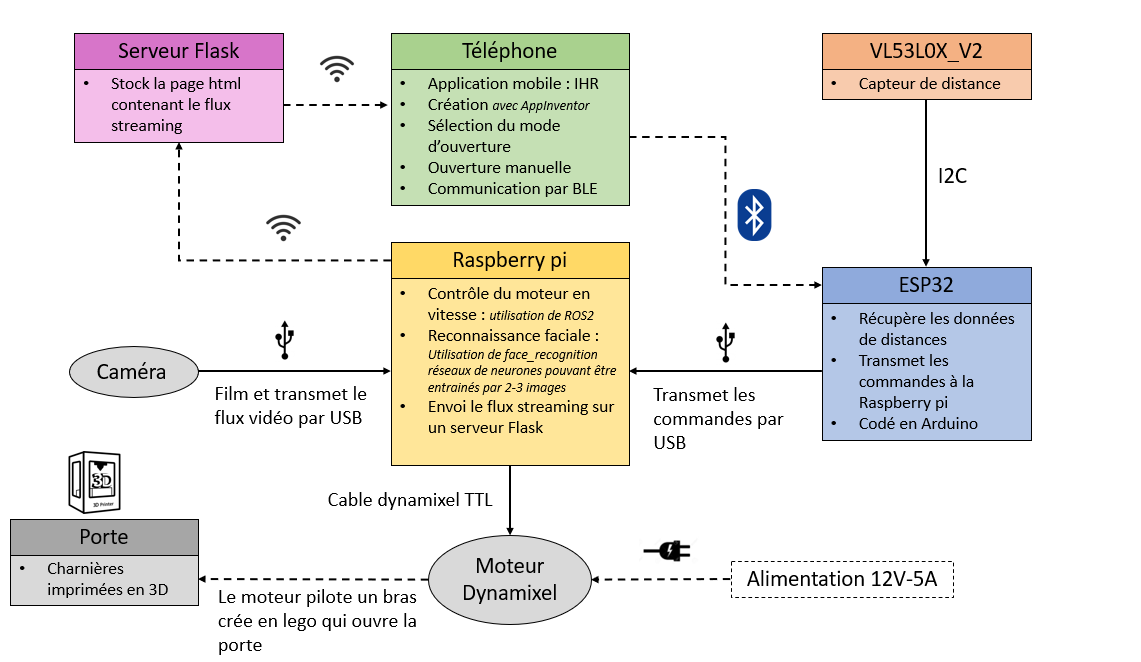 Serveur Flask
• Stock la page html
contenant le flux
streaming
Téléphone
• Application mobile : IHR
• Création avec AppInventor
• Sélection du mode
d'ouverture
• Ouverture manuelle
• Communication par BLE
VL53L0X_V2
• Capteur de distance
I2C
Raspberry pi
• Contrôle du moteur en
vitesse : utilisation de ROS2
• Reconnaissance faciale :
Utilisation de face_recognition
réseaux de neurones pouvant être
entrainés par 2-3 images
• Envoi le flux streaming sur
un serveur Flask
ESP32
• Récupère les données
de distances
• Transmet les
commandes à la
Raspberry pi
• Codé en Arduino
Caméra
Film et transmet le
flux vidéo par USB
Transmet les
commandes par
USB
3D
3D Printer
Cable dynamixel TTL
Porte
• Charnières
imprimées en 3D
Moteur
Dynamixel
Alimentation 12V-5A
Le moteur pilote un bras
crée en lego qui ouvre la
porte